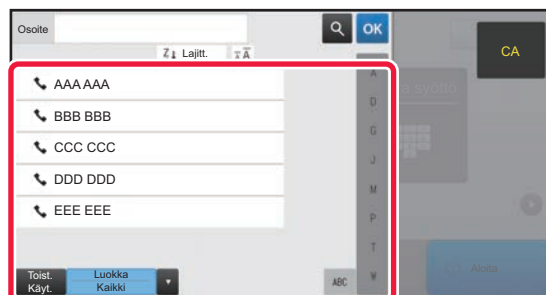 Osoite
OK
CA
Z Lajitt.
A
AAA AAA
BBB BBB
CCC CCC
DDD DDD
EEE EEE
D
G
J
M
P
T
W
a syöttö
Aloita
Toist. Käyt.
Luokka
Kaikki
ABC